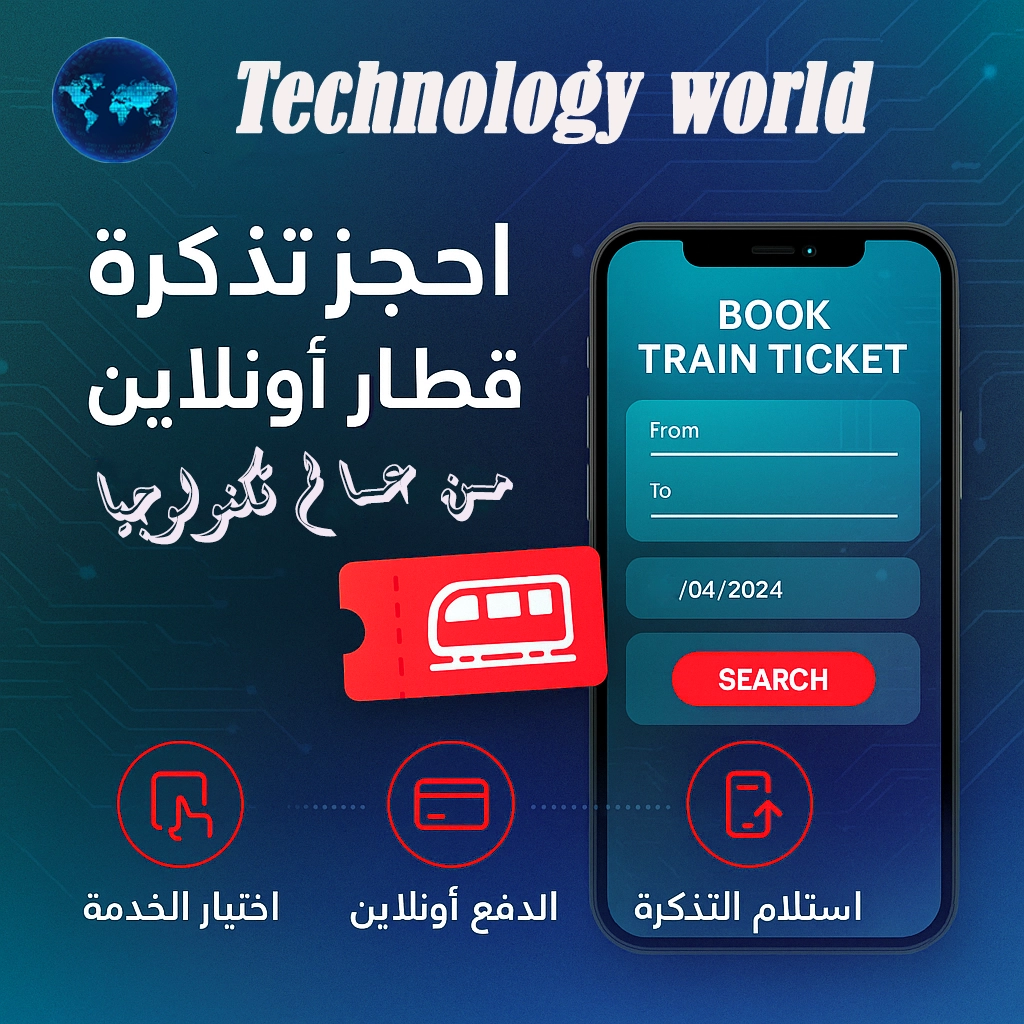 Technology world
احجز تذكرة
قطار أونلاين
من عالم تكنولوجيا
BOOK
TRAIN TICKET
From
To
/04/2024
SEARCH
اختيار الخدمة
الدفع أونلاين
استلام التذكرة